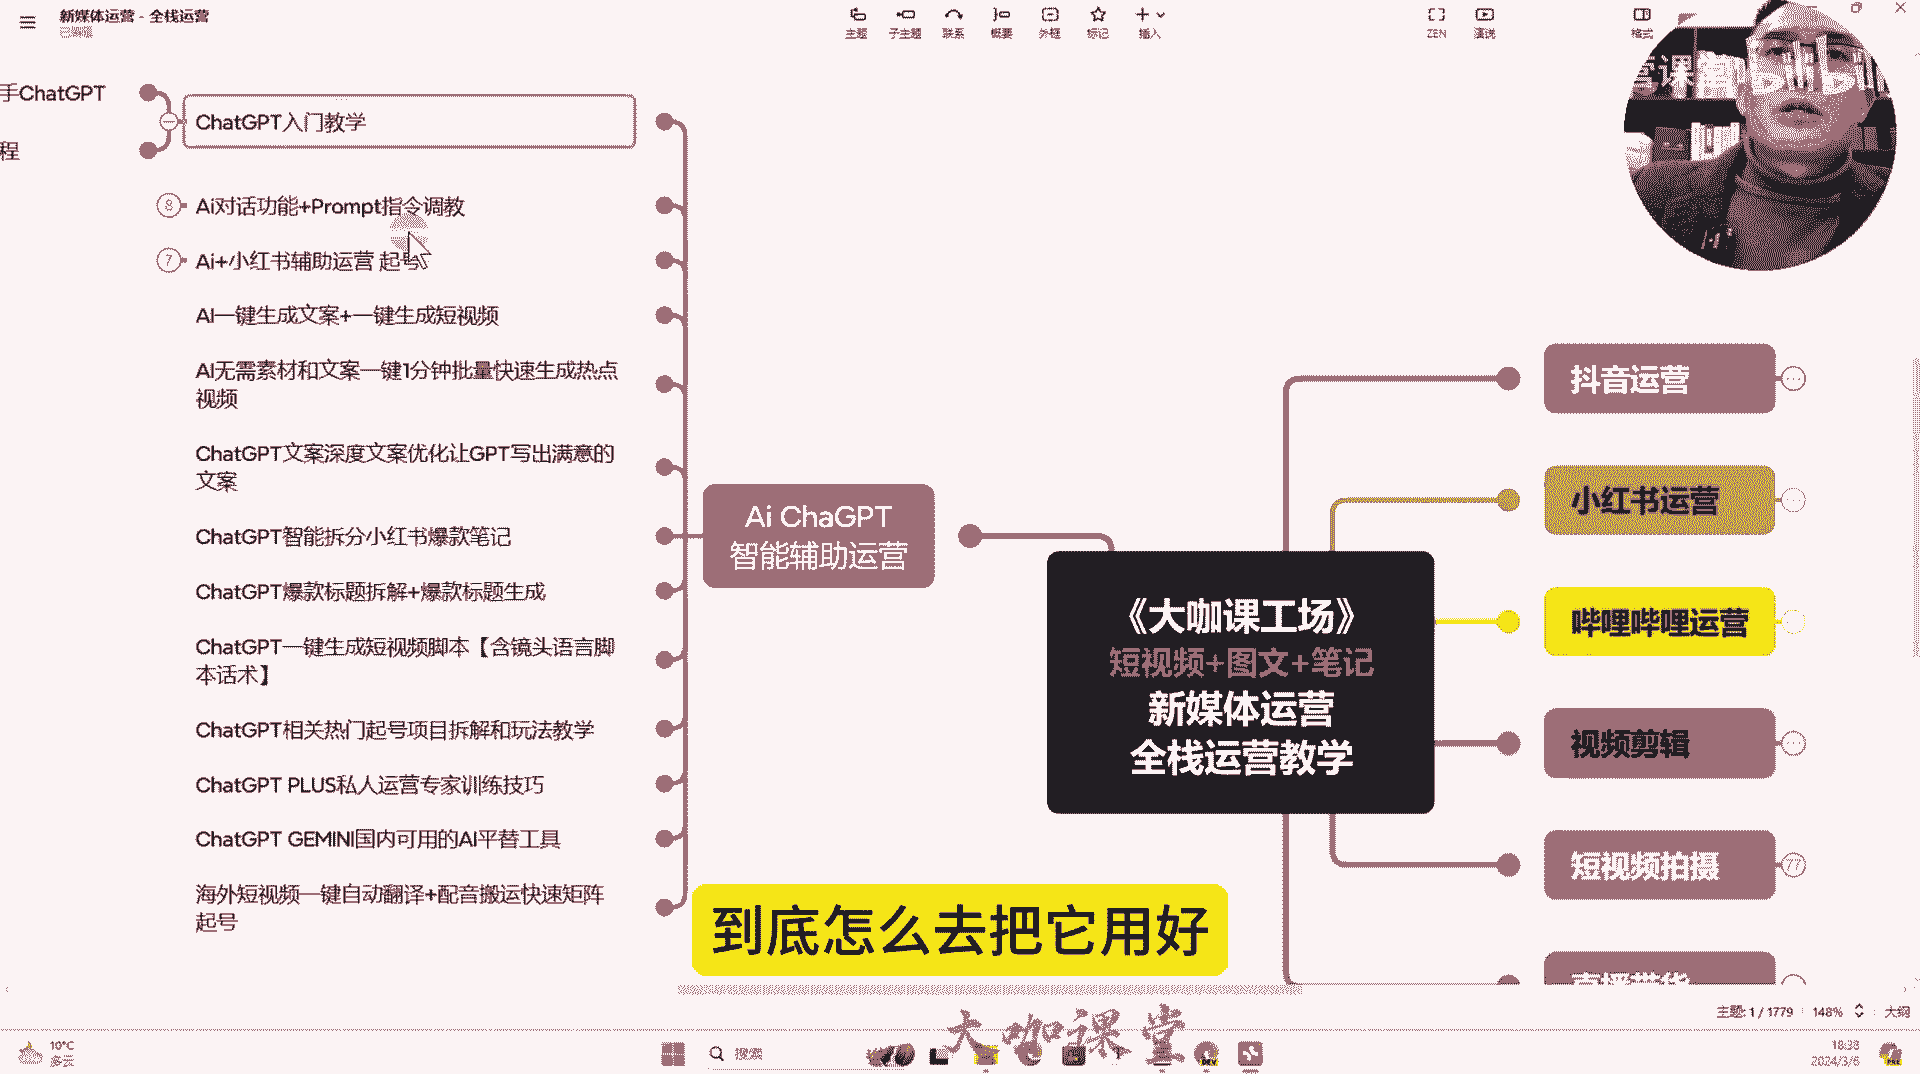 新媒体运营 - 全栈运营
已编辑
主题
子主题
联系
概要
外框
标记
插入
ZEN
演说
格式
手ChatGPT
程
ChatGPT入门教学
8
Ai对话功能+Prompt指令调教
7
Ai+小红书辅助运营 起号
AI一键生成文案+一键生成短视频
AI无需素材和文案一键1分钟批量快速生成热点
视频
ChatGPT文案深度文案优化让GPT写出满意的
文案
ChatGPT智能拆分小红书爆款笔记
ChatGPT爆款标题拆解+爆款标题生成
ChatGPT一键生成短视频脚本【含镜头语言脚
本话术】
ChatGPT相关热门起号项目拆解和玩法教学
ChatGPT PLUS私人运营专家训练技巧
ChatGPT GEMINI国内可用的AI平替工具
海外短视频一键自动翻译+配音搬运快速矩阵
起号
Ai ChaGPT
智能辅助运营
《大咖课工场》
短视频+图文+笔记
新媒体运营
全栈运营教学
抖音运营
小红书运营
哔哩哔哩运营
视频剪辑
短视频拍摄
77
直播带货
到底怎么去把它用好
大咖课堂
主题: 1 / 1779
148%
大纲
10°C
多云
搜索
18:38
2024/3/6